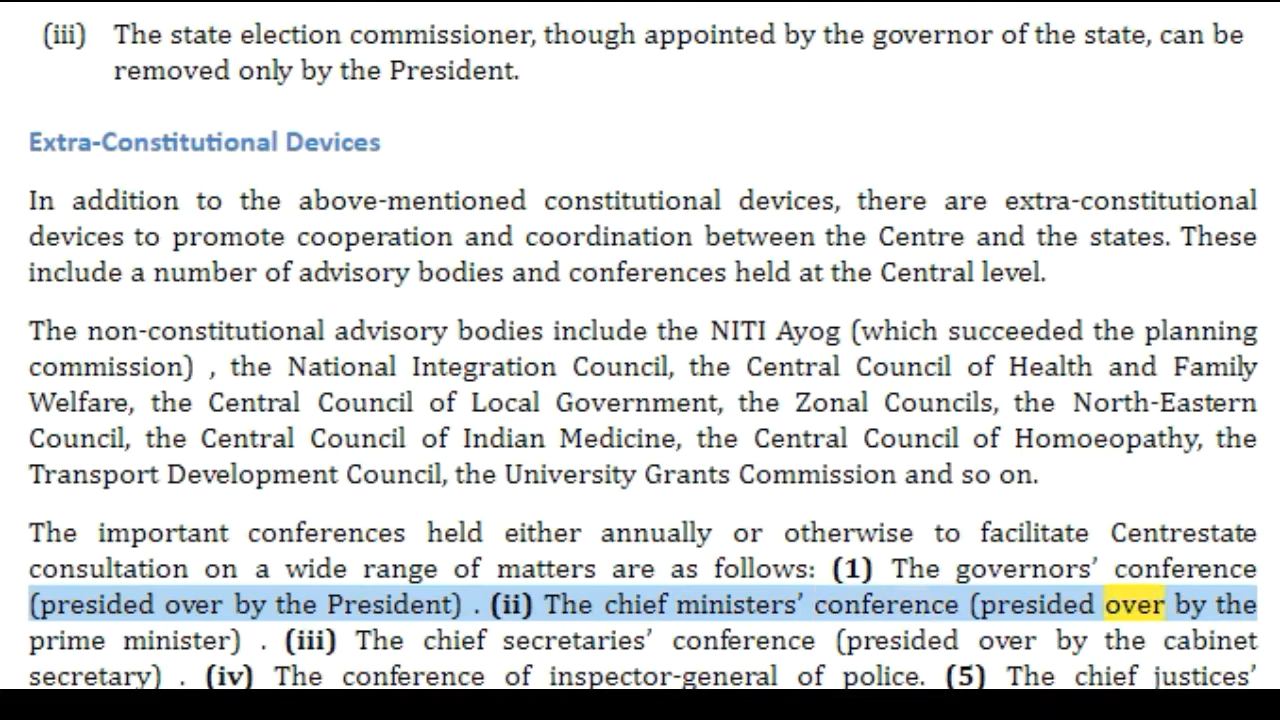 (iii) The state election commissioner, though appointed by the governor of the state, can be
removed only by the President.
Extra-Constitutional Devices
In addition to the above-mentioned constitutional devices, there are extra-constitutional
devices to promote cooperation and coordination between the Centre and the states. These
include a number of advisory bodies and conferences held at the Central level.
The non-constitutional advisory bodies include the NITI Ayog (which succeeded the planning
commission) , the National Integration Council, the Central Council of Health and Family
Welfare, the Central Council of Local Government, the Zonal Councils, the North-Eastern
Council, the Central Council of Indian Medicine, the Central Council of Homoeopathy, the
Transport Development Council, the University Grants Commission and so on.
The important conferences held either annually or otherwise to facilitate Centrestate
consultation on a wide range of matters are as follows: (1) The governors’ conference
(presided over by the President) . (ii) The chief ministers’ conference (presided over by the
prime minister) . (iii) The chief secretaries’ conference (presided over by the cabinet
secretary) . (iv) The conference of inspector-general of police. (5) The chief justices’